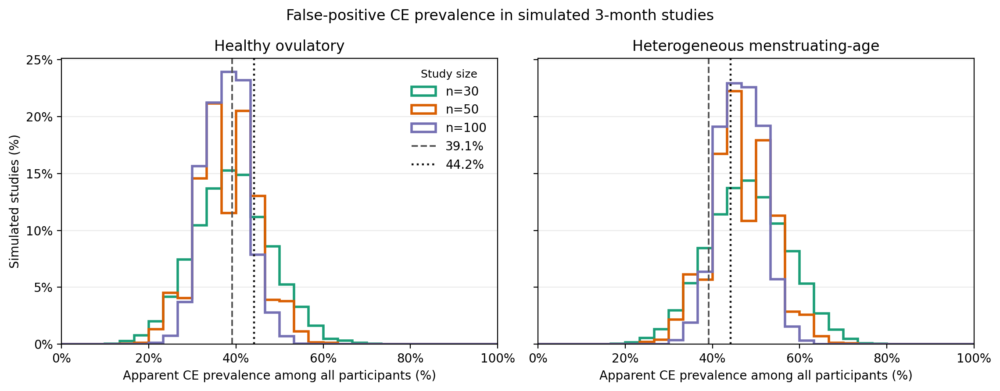 False-positive CE prevalence in simulated 3-month studies
Healthy ovulatory
Heterogeneous menstruating-age
25%
20%
15%
10%
5%
0%
Simulated studies (%)
Study size
n=30
n=50
n=100
39.1%
44.2%
0%
20%
40%
60%
80%
100%
0%
20%
40%
60%
80%
100%
Apparent CE prevalence among all participants (%)
Apparent CE prevalence among all participants (%)